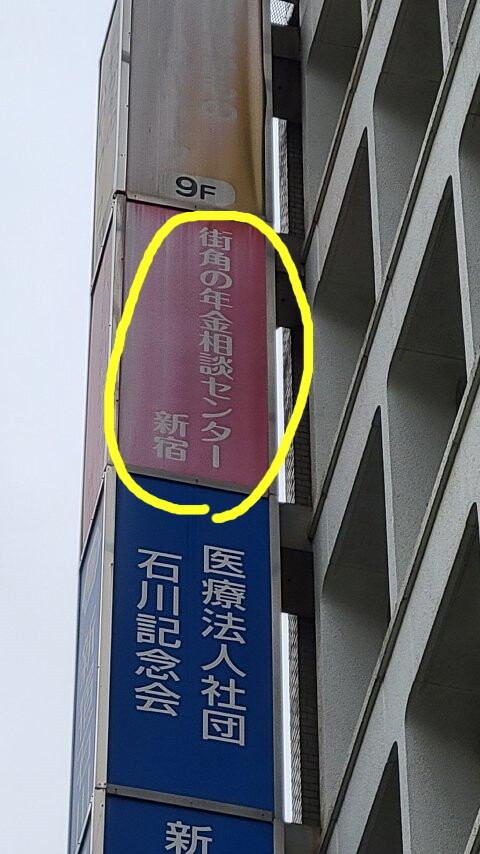 9F
街角の年金相談センター
新宿
医療法人社団
石川記念会
新